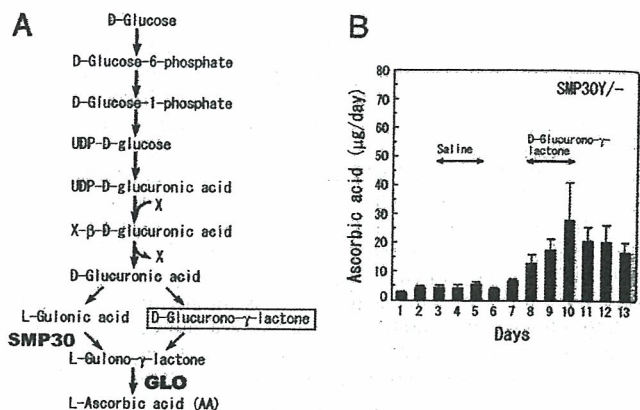 A
D-Glucose
D-Glucose-6-phosphate
D-Glucose-1-phosphate
UDP-D-glucose
UDP-D-glucuronic acid
X
X-β-D-glucuronic acid
X
D-Glucuronic acid
L-Gulonic acid
D-Glucurono-γ-lactone
SMP30
L-Gulono-γ-lactone
GLO
L-Ascorbic acid (AA)
B
SMP30Y/-
Saline
D-Glucurono-γ-
lactone
Ascorbic acid (μg/day)
80
70
60
50
40
30
20
10
0
1 2 3 4 5 6 7 8 9 10 11 12 13
Days